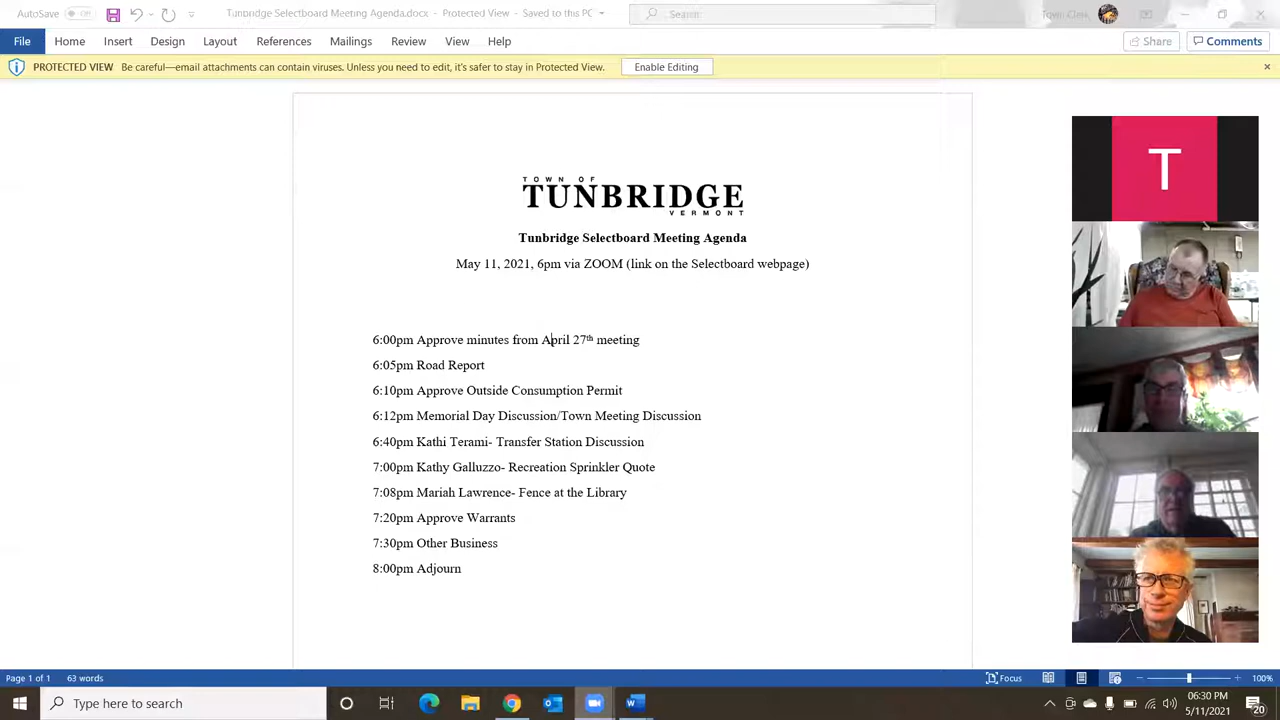 AutoSave Off Tunbridge Selectboard Meeting Agenda.docx - Protected View - Saved to this PC Search Town Clerk
File Home Insert Design Layout References Mailings Review View Help Share Comments
PROTECTED VIEW Be careful—email attachments can contain viruses. Unless you need to edit, it's safer to stay in Protected View. Enable Editing
TOWN OF
TUNBRIDGE
VERMONT
Tunbridge Selectboard Meeting Agenda
May 11, 2021, 6pm via ZOOM (link on the Selectboard webpage)
6:00pm Approve minutes from April 27th meeting
6:05pm Road Report
6:10pm Approve Outside Consumption Permit
6:12pm Memorial Day Discussion/Town Meeting Discussion
6:40pm Kathi Terami- Transfer Station Discussion
7:00pm Kathy Galluzzo- Recreation Sprinkler Quote
7:08pm Mariah Lawrence- Fence at the Library
7:20pm Approve Warrants
7:30pm Other Business
8:00pm Adjourn
T
Page 1 of 1 63 words Focus 100%
Type here to search
06:30 PM
5/11/2021
20